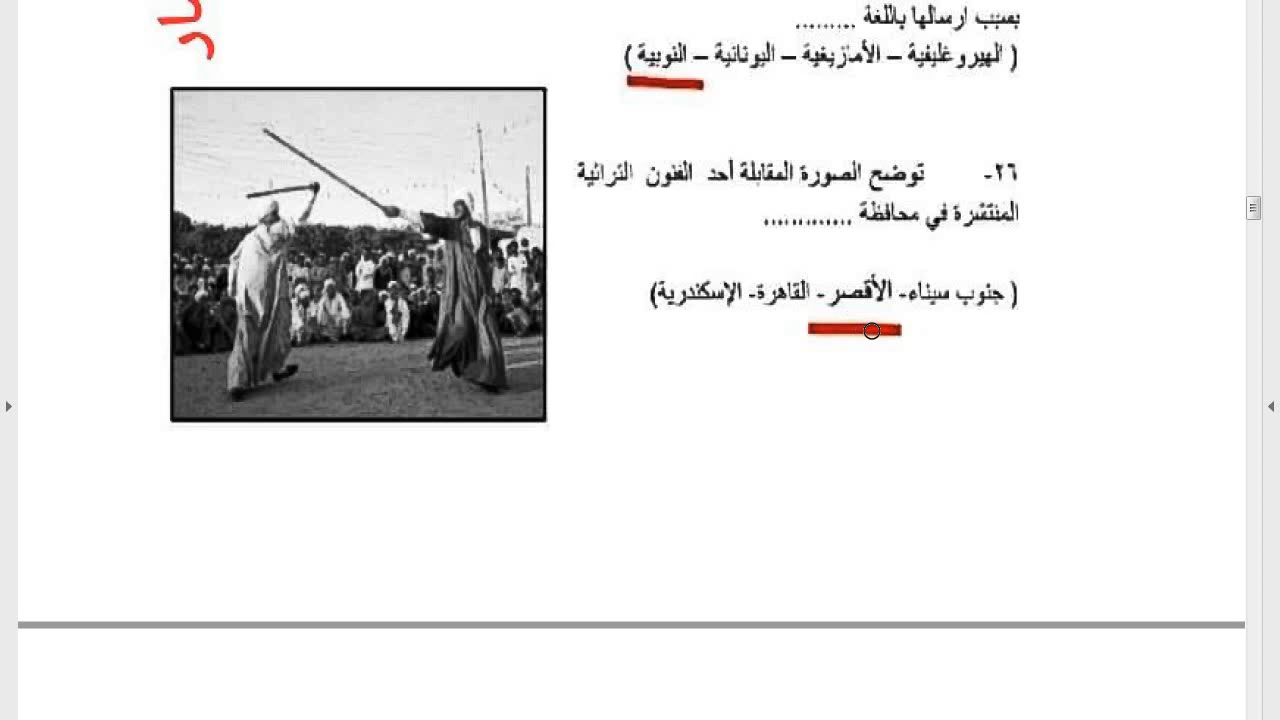 بسبب ارسالها باللغة .........
( الهيروغليفية – الأمازيغية – اليونانية – النوبية )
٢٦- توضح الصورة المقابلة أحد الفنون التراثية
المنتشرة في محافظة .............
( جنوب سيناء- الأقصر- القاهرة- الإسكندرية)